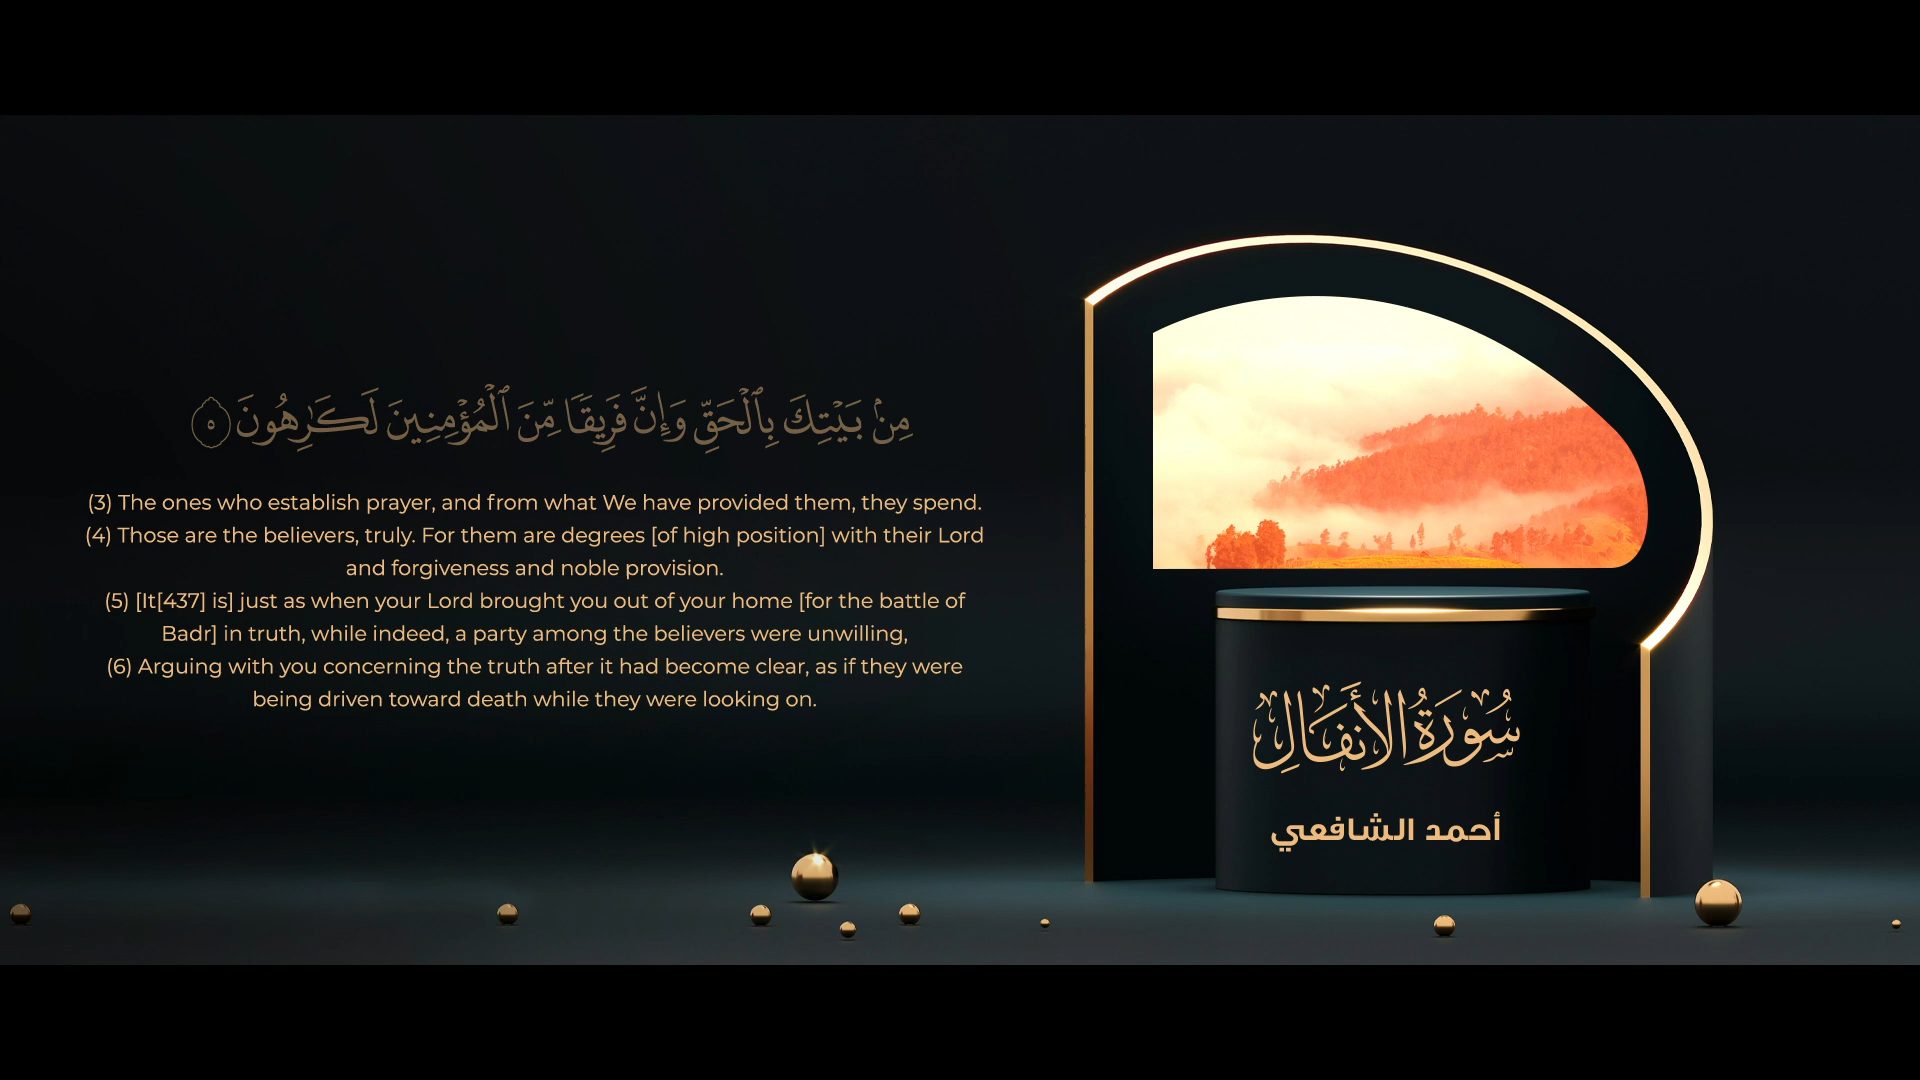 مِنۢ بَيۡتِكَ بِٱلۡحَقِّ وَإِنَّ فَرِيقٗا مِّنَ ٱلۡمُؤۡمِنِينَ لَكَٰرِهُونَ ٥
(3) The ones who establish prayer, and from what We have provided them, they spend.
(4) Those are the believers, truly. For them are degrees [of high position] with their Lord
and forgiveness and noble provision.
(5) [It[437] is] just as when your Lord brought you out of your home [for the battle of
Badr] in truth, while indeed, a party among the believers were unwilling,
(6) Arguing with you concerning the truth after it had become clear, as if they were
being driven toward death while they were looking on.
سُورَةُ الأَنفَالِ
أحمد الشافعي